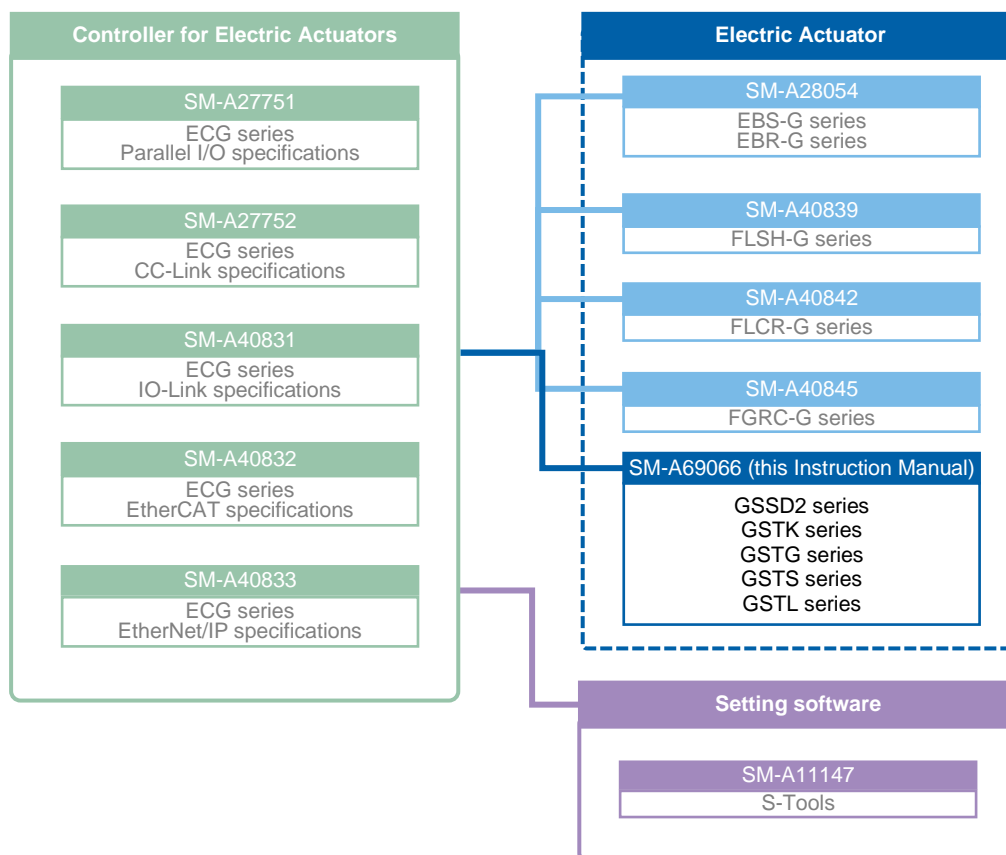 Controller for Electric Actuators
SM-A27751
ECG series
Parallel I/O specifications
SM-A27752
ECG series
CC-Link specifications
SM-A40831
ECG series
IO-Link specifications
SM-A40832
ECG series
EtherCAT specifications
SM-A40833
ECG series
EtherNet/IP specifications
Electric Actuator
SM-A28054
EBS-G series
EBR-G series
SM-A40839
FLSH-G series
SM-A40842
FLCR-G series
SM-A40845
FGRC-G series
SM-A69066 (this Instruction Manual)
GSSD2 series
GSTK series
GSTG series
GSTS series
GSTL series
Setting software
SM-A11147
S-Tools